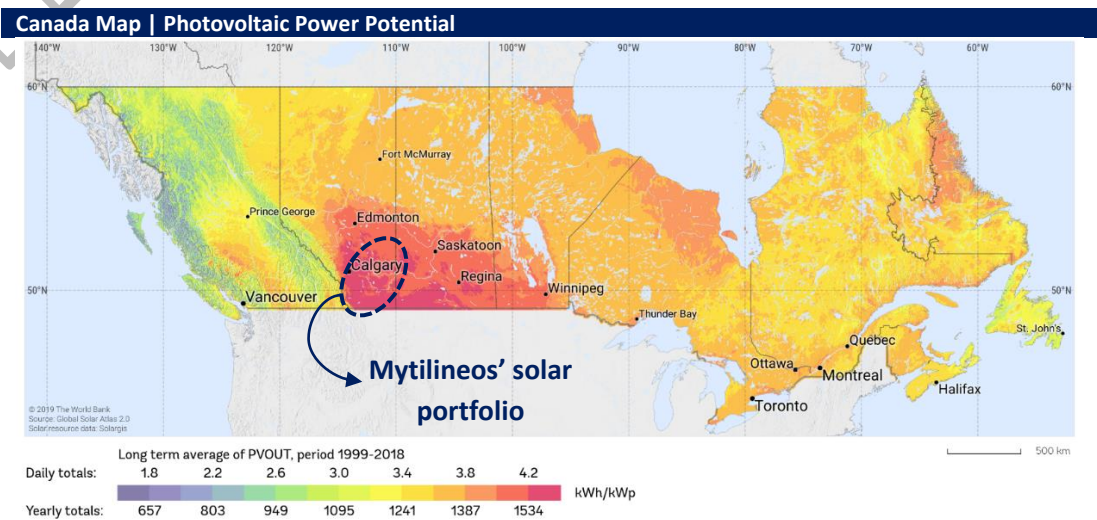 Canada Map | Photovoltaic Power Potential
140°W 130°W 120°W 110°W 100°W 90°W 80°W 70°W 60°W
60°N 60°N
Fort McMurray
Prince George
Edmonton
Saskatoon
Calgary
Regina
50°N Vancouver Winnipeg 50°N
Thunder Bay
St. John's
Québec
Ottawa
Montreal
Halifax
Toronto
Mytilineos’ solar
portfolio
© 2019 The World Bank
Source: Global Solar Atlas 2.0
Solar resource data: Solargis
500 km
Long term average of PVOUT, period 1999-2018
Daily totals: 1.8 2.2 2.6 3.0 3.4 3.8 4.2
kWh/kWp
Yearly totals: 657 803 949 1095 1241 1387 1534